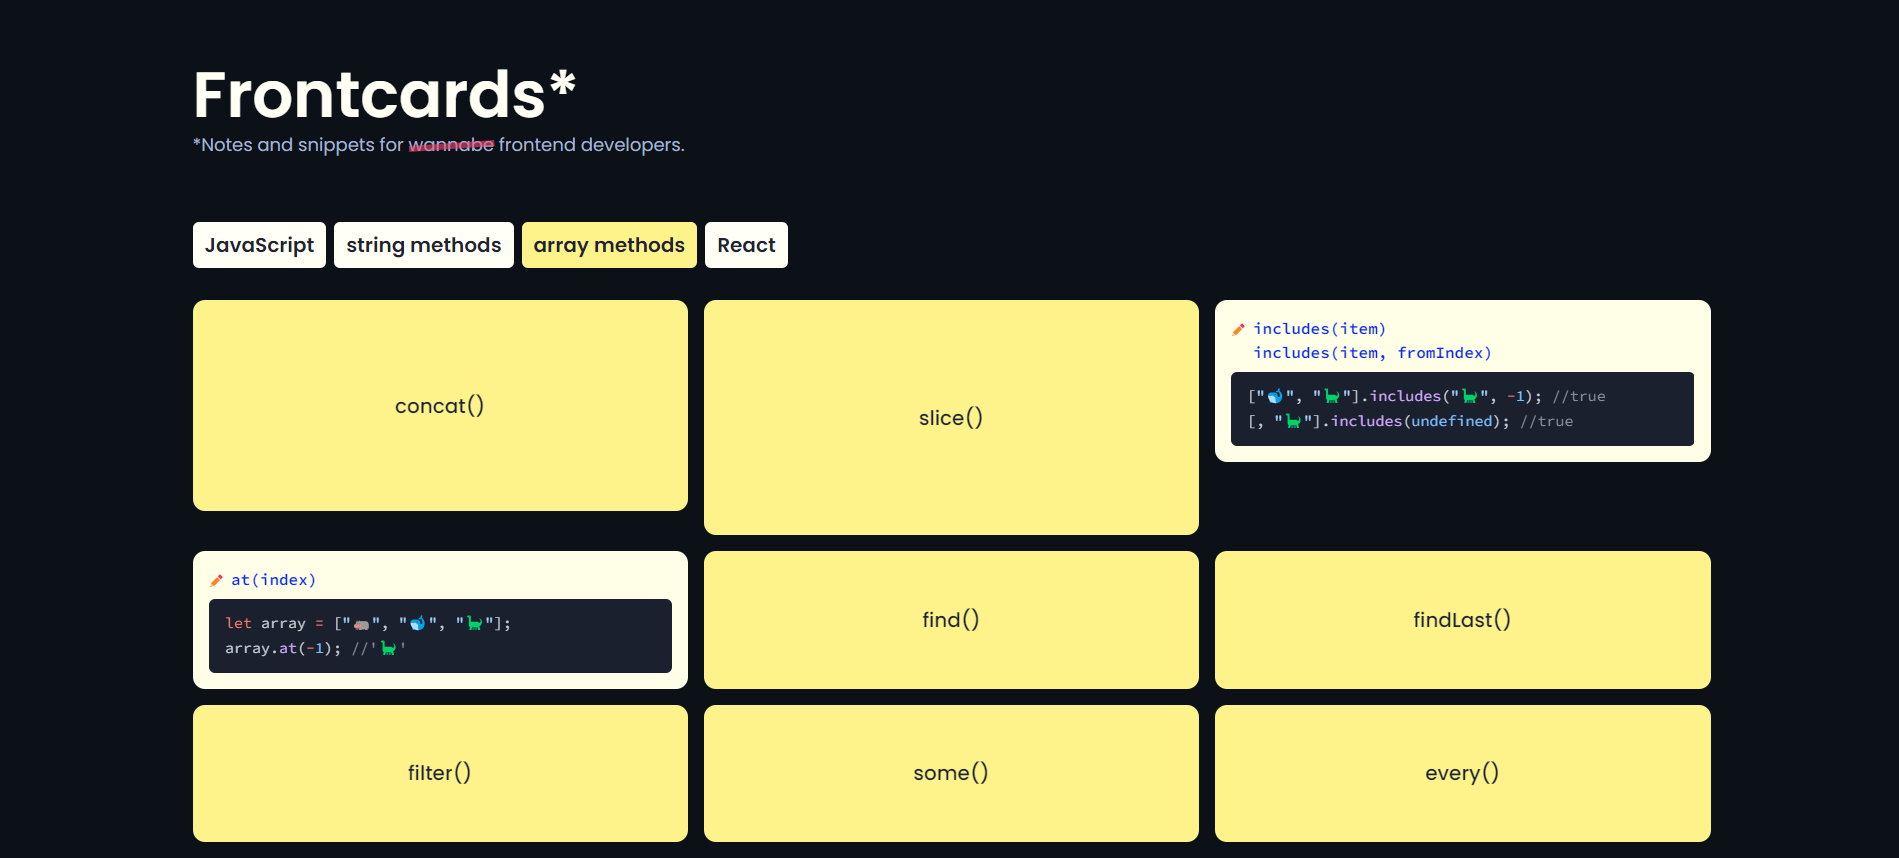 Frontcards*
*Notes and snippets for wannabe frontend developers.
JavaScript
string methods
array methods
React
concat()
slice()
✏️ includes(item)
includes(item, fromIndex)
["🐳", "🦕"].includes("🦕", -1); //true
[, "🦕"].includes(undefined); //true
✏️ at(index)
let array = ["🦛", "🐳", "🦕"];
array.at(-1); //'🦕'
find()
findLast()
filter()
some()
every()